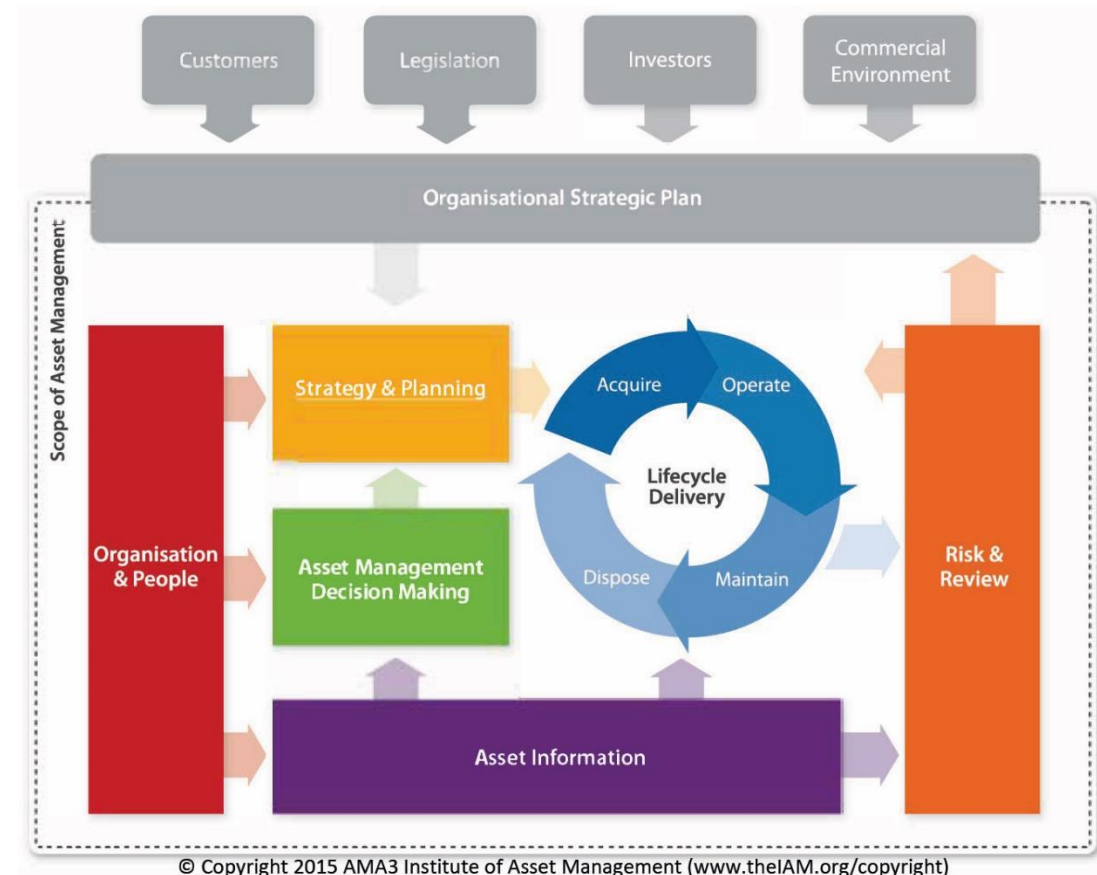 Customers
Legislation
Investors
Commercial
Environment
Organisational Strategic Plan
Scope of Asset Management
Strategy & Planning
Acquire
Operate
Lifecycle
Delivery
Organisation
& People
Asset Management
Decision Making
Dispose
Maintain
Risk &
Review
Asset Information
© Copyright 2015 AMA3 Institute of Asset Management (www.theIAM.org/copyright)